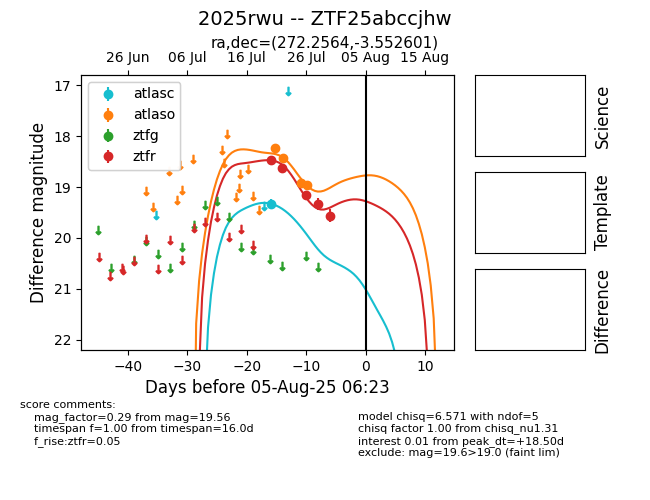 2025rwu -- ZTF25abccjhw
ra,dec=(272.2564,-3.552601)
26 Jun 06 Jul 16 Jul 26 Jul 05 Aug 15 Aug
17
18
19
20
21
22
Difference magnitude
atlasc
atlaso
ztfg
ztfr
−40 −30 −20 −10 0 10
Days before 05-Aug-25 06:23
Science
Template
Difference
score comments:
mag_factor=0.29 from mag=19.56
timespan f=1.00 from timespan=16.0d
f_rise:ztfr=0.05
model chisq=6.571 with ndof=5
chisq factor 1.00 from chisq_nu1.31
interest 0.01 from peak_dt=+18.50d
exclude: mag=19.6>19.0 (faint lim)